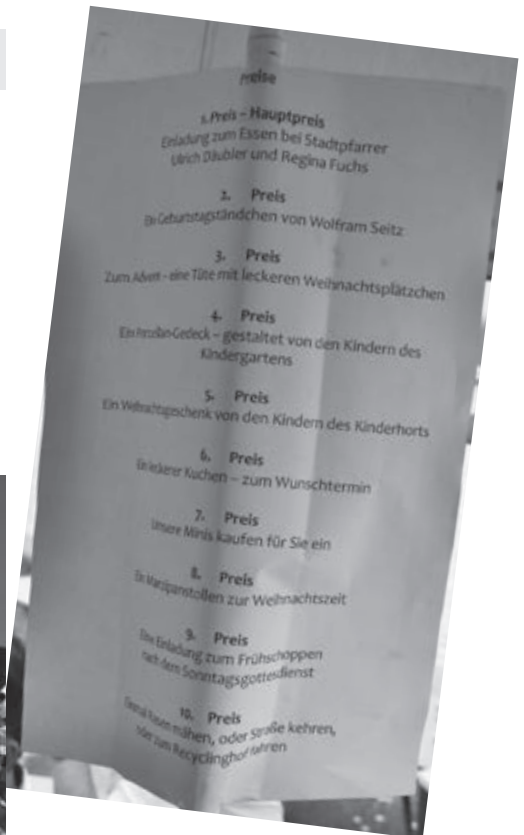 Preise
1. Preis – Hauptpreis
Einladung zum Essen bei Stadtpfarrer
Ulrich Däubler und Regina Fuchs
2. Preis
Ein Geburtstagständchen von Wolfram Seitz
3. Preis
Zum Advent - eine Tüte mit leckeren Weihnachtsplätzchen
4. Preis
Ein Porzellan-Gedeck – gestaltet von den Kindern des
Kindergartens
5. Preis
Ein Weihnachtsgeschenk von den Kindern des Kinderhorts
6. Preis
Ein leckerer Kuchen – zum Wunschtermin
7. Preis
Unsere Minis kaufen für Sie ein
8. Preis
Ein Marzipanstollen zur Weihnachtszeit
9. Preis
Eine Einladung zum Frühschoppen
nach dem Sonntagsgottesdienst
10. Preis
Einmal Rasen mähen, oder Straße kehren,
oder zum Recyclinghof fahren